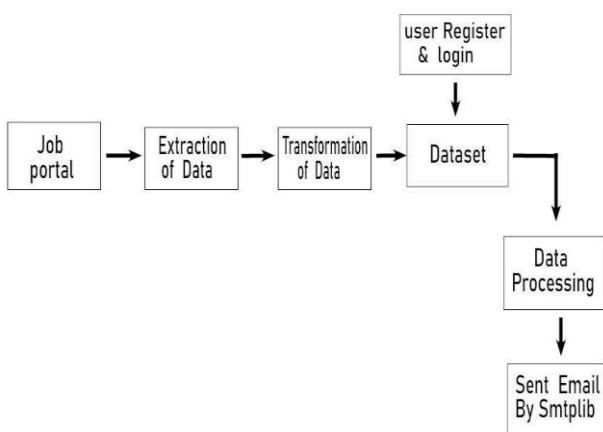 user Register
& login
Job
portal
Extraction
of Data
Transformation
of Data
Dataset
Data
Processing
Sent Email
By Smtplib